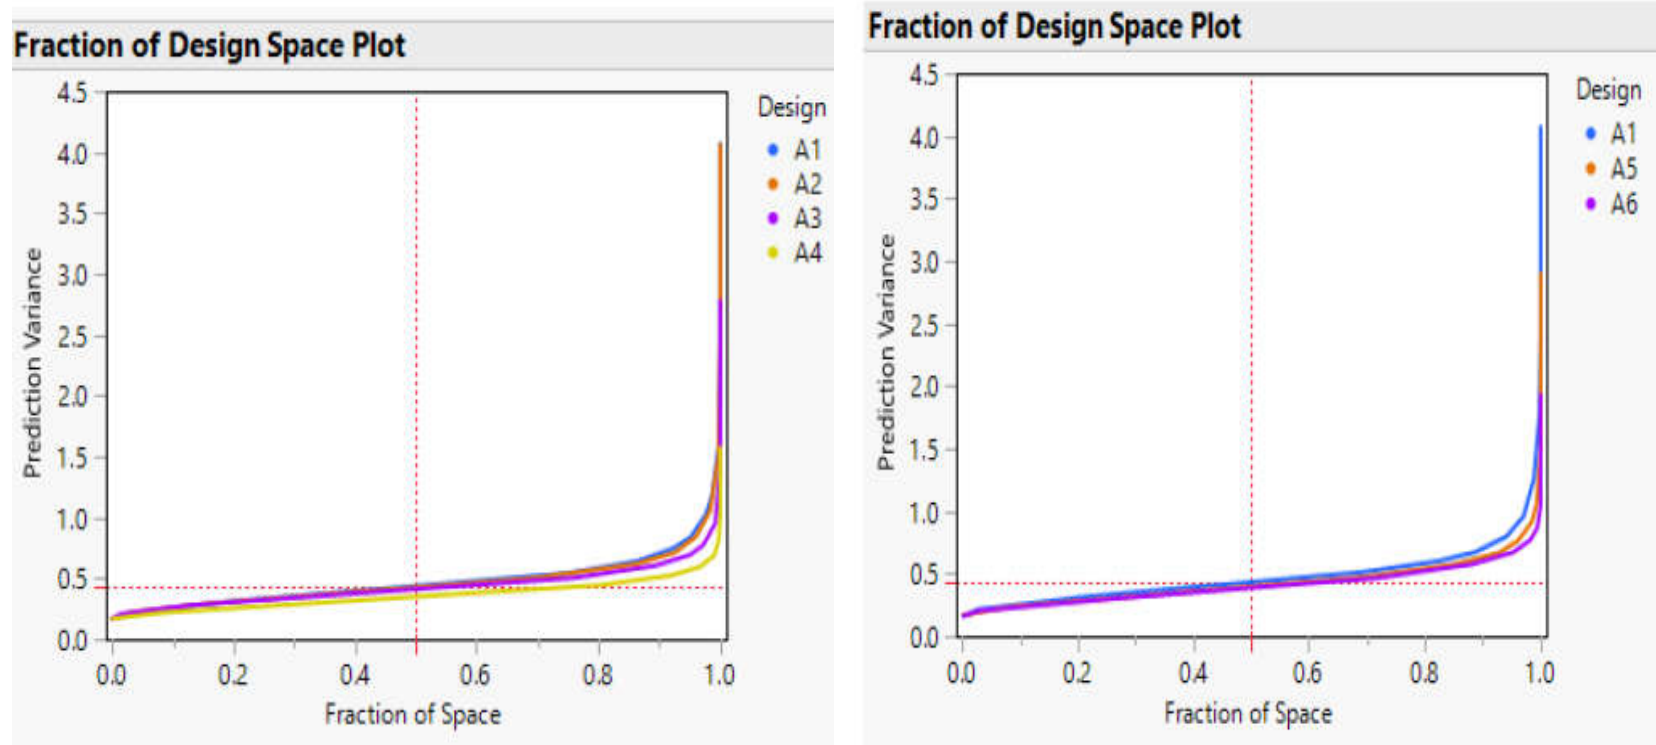 Fraction of Design Space Plot
4.5
4.0
3.5
3.0
2.5
2.0
1.5
1.0
0.5
0.0
Prediction Variance
0.0 0.2 0.4 0.6 0.8 1.0
Fraction of Space
Design
A1
A2
A3
A4
Fraction of Design Space Plot
4.5
4.0
3.5
3.0
2.5
2.0
1.5
1.0
0.5
0.0
Prediction Variance
0.0 0.2 0.4 0.6 0.8 1.0
Fraction of Space
Design
A1
A5
A6